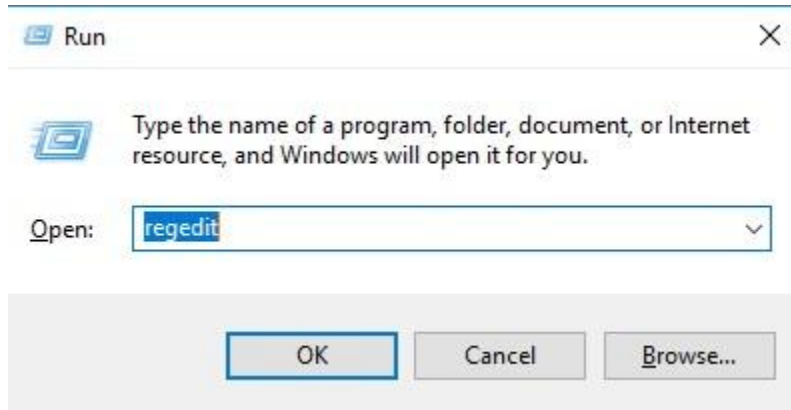 Run
Type the name of a program, folder, document, or Internet
resource, and Windows will open it for you.
Open: regedit
OK Cancel Browse...